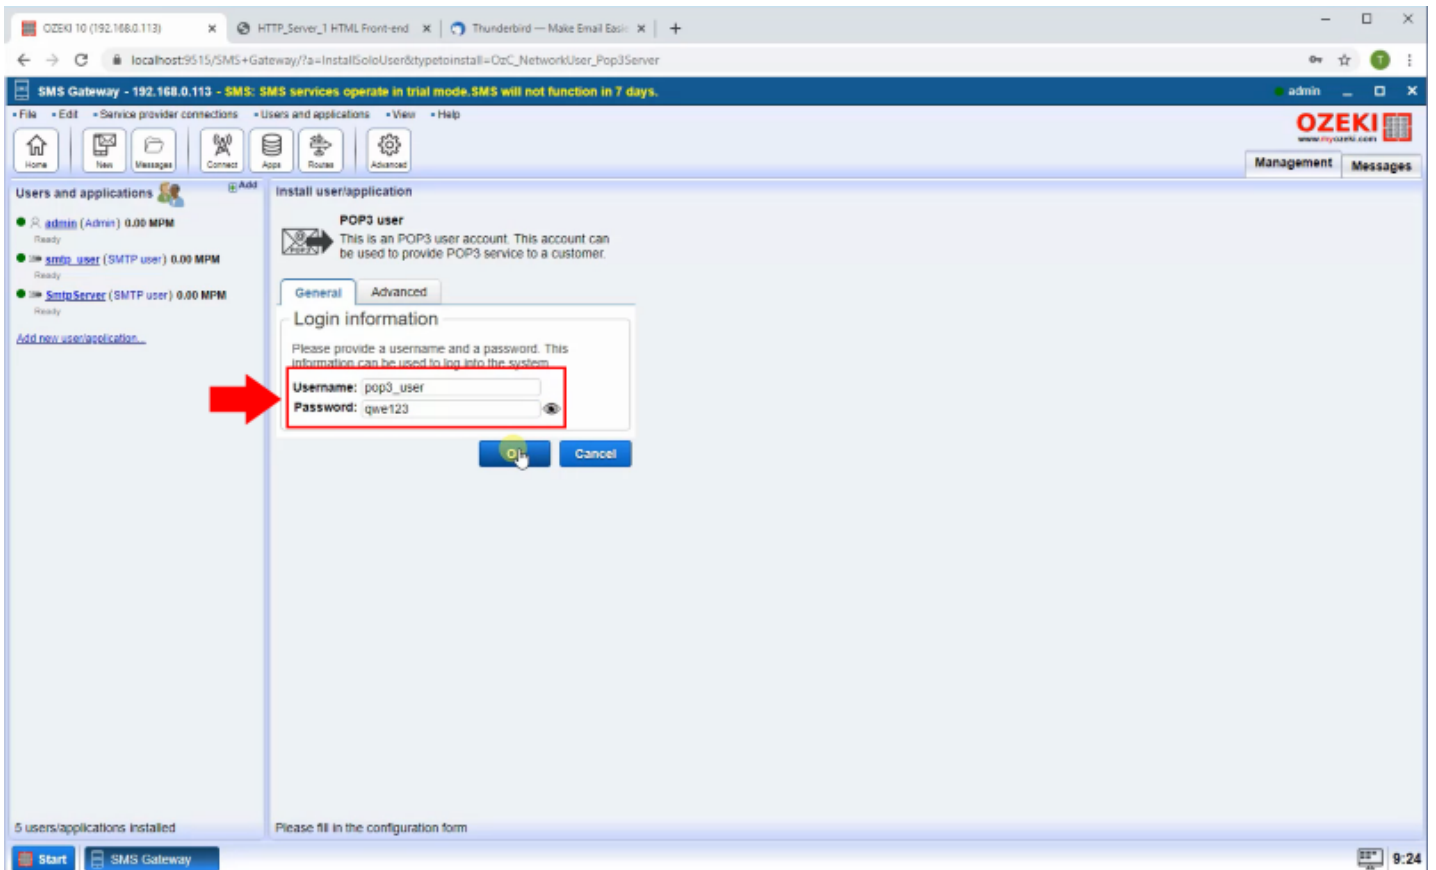 OZEKI 10 (192.168.0.113)
HTTP_Server_1 HTML Front-end
Thunderbird — Make Email Easie
localhost:9515/SMS+Gateway/?a=InstallSoloUser&typetoinstall=OzC_NetworkUser_Pop3Server
T
SMS Gateway - 192.168.0.113 - SMS: SMS services operate in trial mode.SMS will not function in 7 days.
admin
File Edit Service provider connections Users and applications View Help
OZEKI
www.myozeki.com
Home New Messages Connect Apps Routes Advanced
Management Messages
Users and applications
Add
admin (Admin) 0.00 MPM
Ready
smtp_user (SMTP user) 0.00 MPM
Ready
SmtpServer (SMTP user) 0.00 MPM
Ready
Add new user/application...
Install user/application
POP3
POP3 user
This is an POP3 user account. This account can
be used to provide POP3 service to a customer.
General Advanced
Login information
Please provide a username and a password. This
information can be used to log into the system
Username: pop3_user
Password: qwe123
Cancel
5 users/applications installed
Please fill in the configuration form
Start
SMS Gateway
9:24